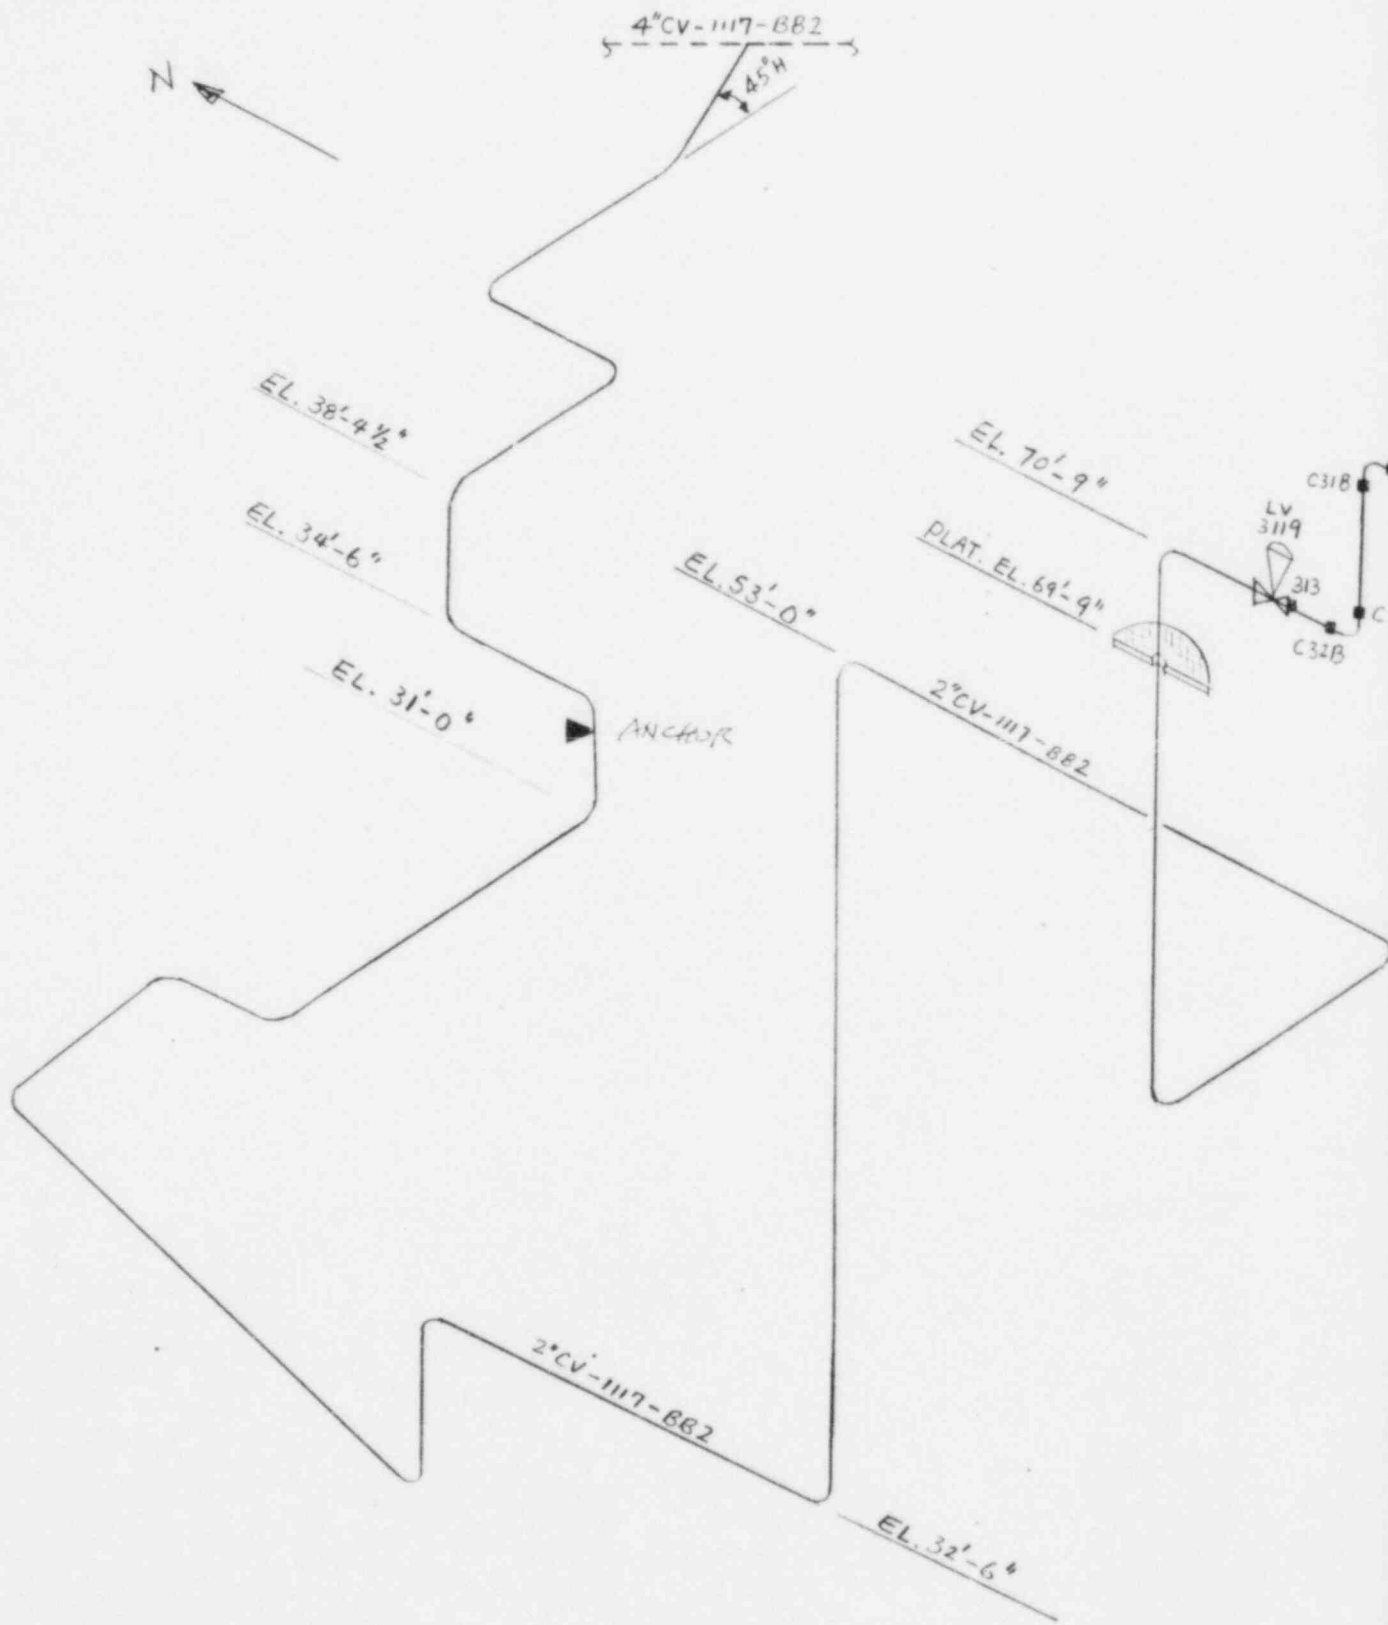 4"CV-1117-BB2
45°H
N
EL. 38'-4½"
EL. 34'-6"
EL. 31'-0"
ANCHOR
EL. 53'-0"
EL. 70'-9"
PLAT. EL. 69'-9"
LV
3119
313
C31B
C32B
C
2"CV-1117-BB2
2"CV-1117-BB2
EL. 32'-6"